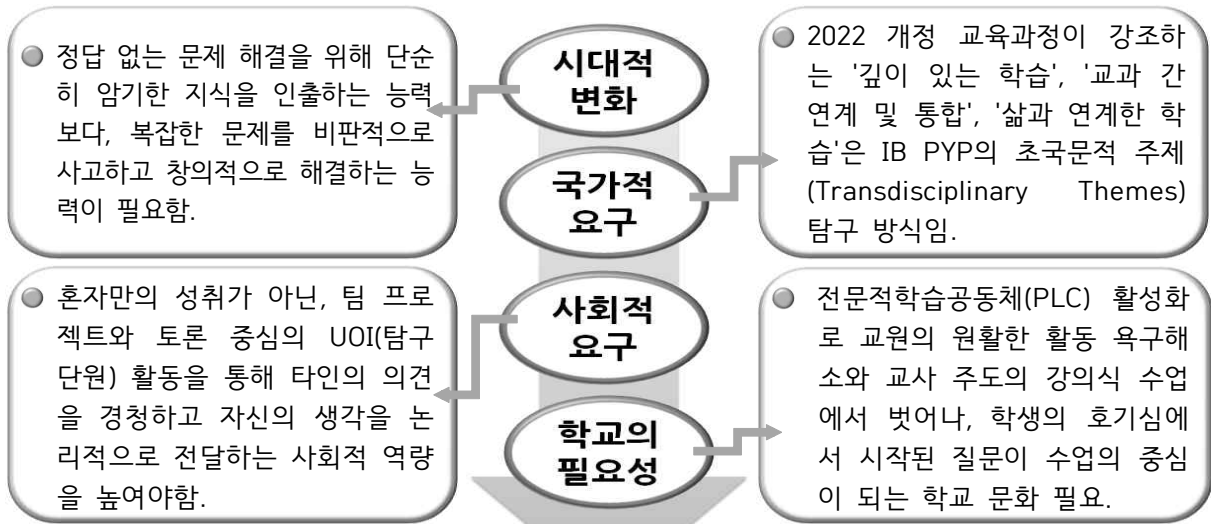 정답 없는 문제 해결을 위해 단순
히 암기한 지식을 인출하는 능력
보다, 복잡한 문제를 비판적으로
사고하고 창의적으로 해결하는 능
력이 필요함.
시대적
변화
2022 개정 교육과정이 강조하
는 '깊이 있는 학습', '교과 간
연계 및 통합', '삶과 연계한 학
습'은 IB PYP의 초국문적 주제
(Transdisciplinary Themes)
탐구 방식임.
국가적
요구
혼자만의 성취가 아닌, 팀 프로
젝트와 토론 중심의 UOI(탐구
단원) 활동을 통해 타인의 의견
을 경청하고 자신의 생각을 논
리적으로 전달하는 사회적 역량
을 높여야함.
사회적
요구
전문적학습공동체(PLC) 활성화
로 교원의 원활한 활동 욕구해
소와 교사 주도의 강의식 수업
에서 벗어나, 학생의 호기심에
서 시작된 질문이 수업의 중심
이 되는 학교 문화 필요.
학교의
필요성